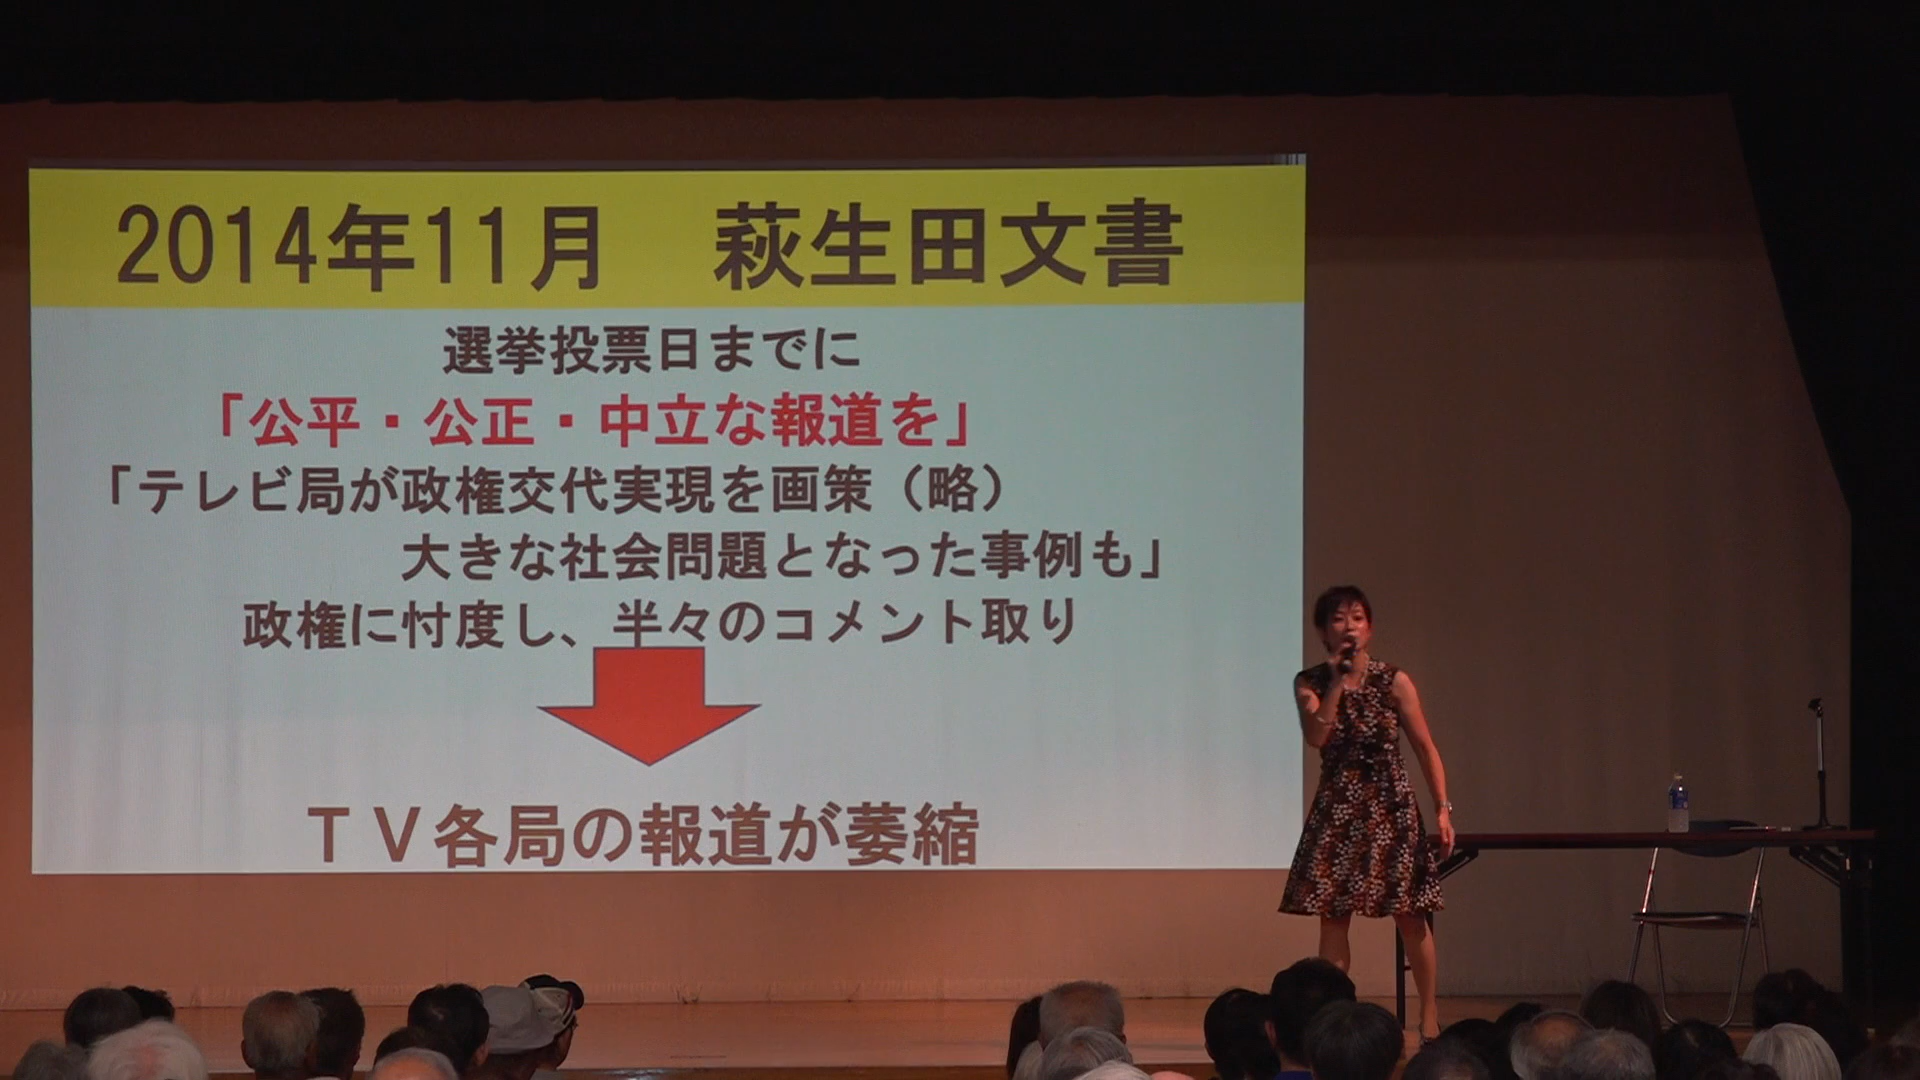 2014年11月　萩生田文書
選挙投票日までに
「公平・公正・中立な報道を」
「テレビ局が政権交代実現を画策（略）
大きな社会問題となった事例も」
政権に忖度し、半々のコメント取り
ＴＶ各局の報道が萎縮